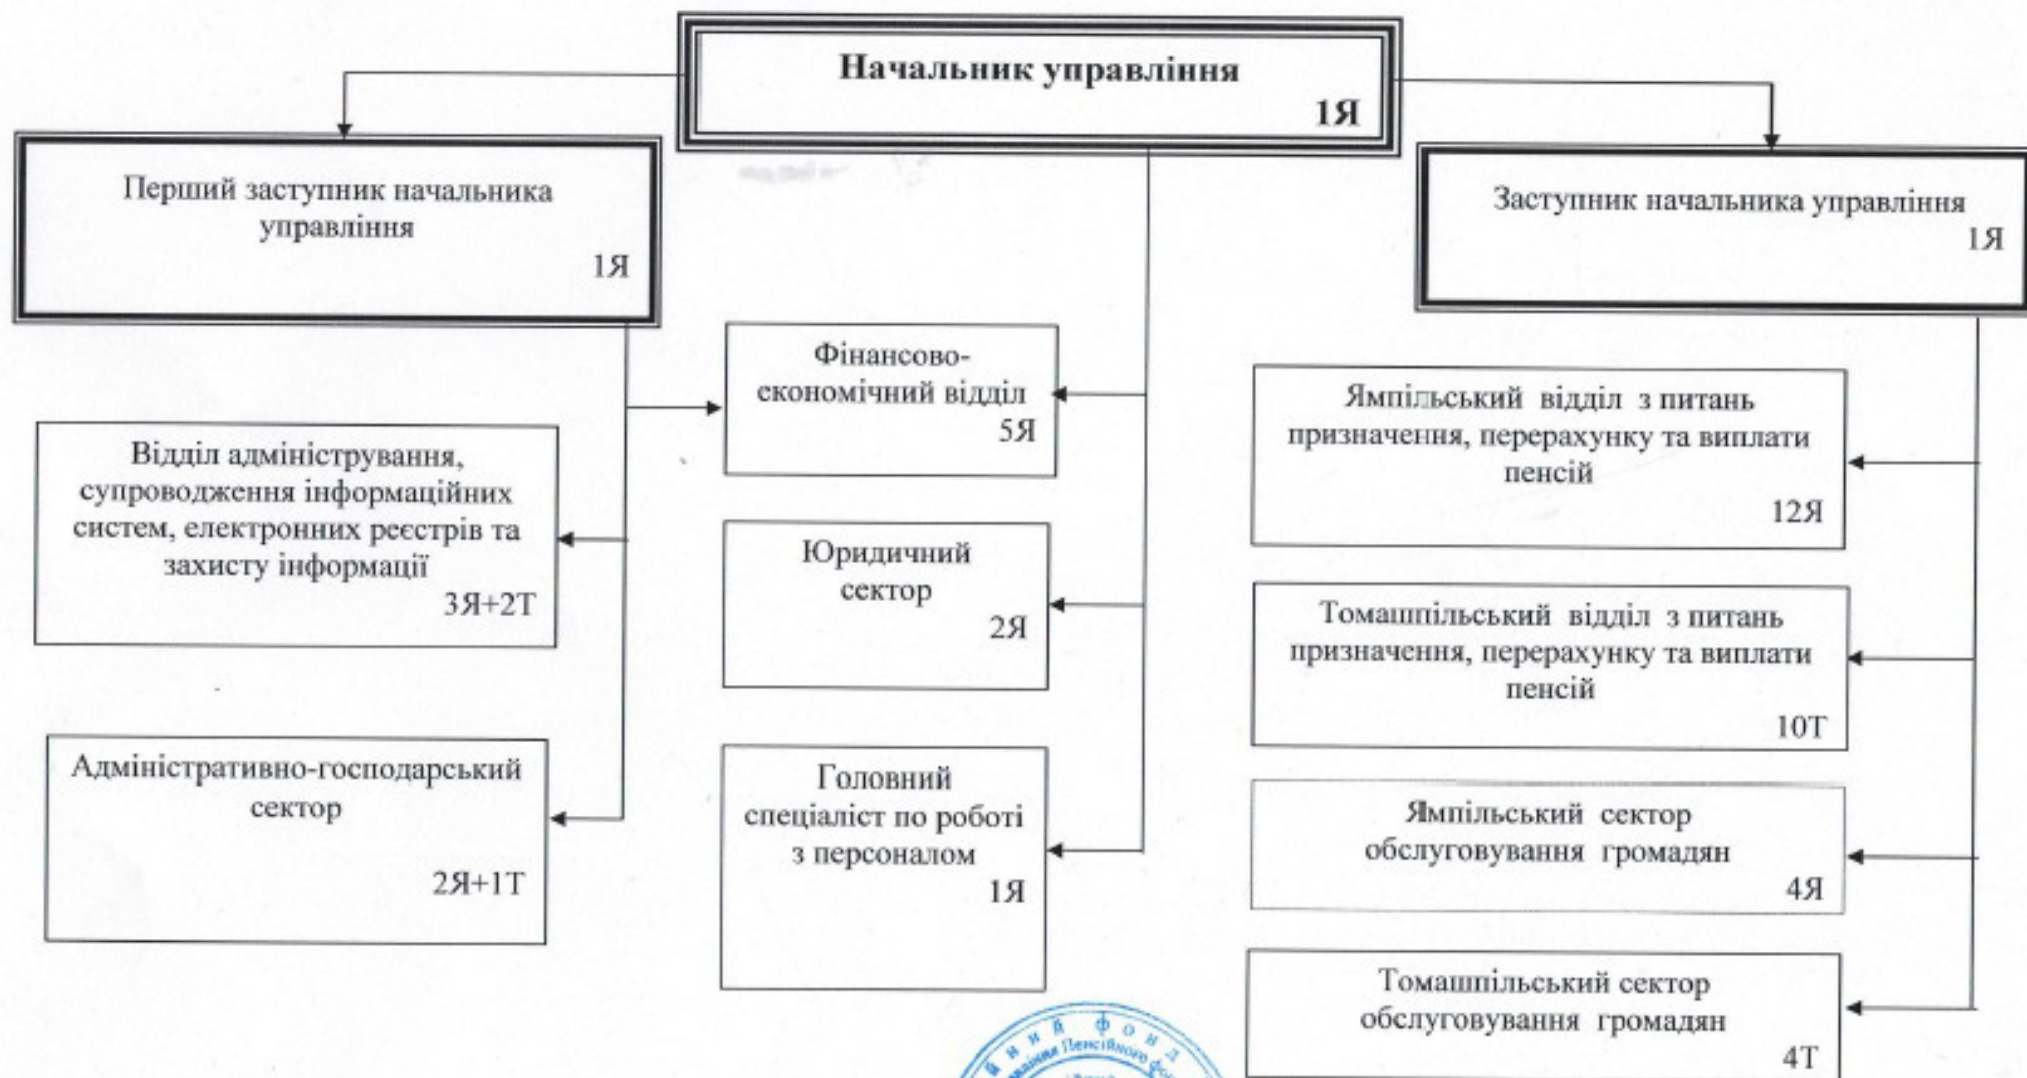 Начальник управління
1Я
Перший заступник начальника
управління
1Я
Заступник начальника управління
1Я
Фінансово-
економічний відділ
5Я
Відділ адміністрування,
супроводження інформаційних
систем, електронних реєстрів та
захисту інформації
3Я+2Т
Юридичний
сектор
2Я
Адміністративно-господарський
сектор
2Я+1Т
Головний
спеціаліст по роботі
з персоналом
1Я
Ямпільський відділ з питань
призначення, перерахунку та виплати
пенсій
12Я
Томашпільський відділ з питань
призначення, перерахунку та виплати
пенсій
10Т
Ямпільський сектор
обслуговування громадян
4Я
Томашпільський сектор
обслуговування громадян
4Т
фонд
Пенсійного